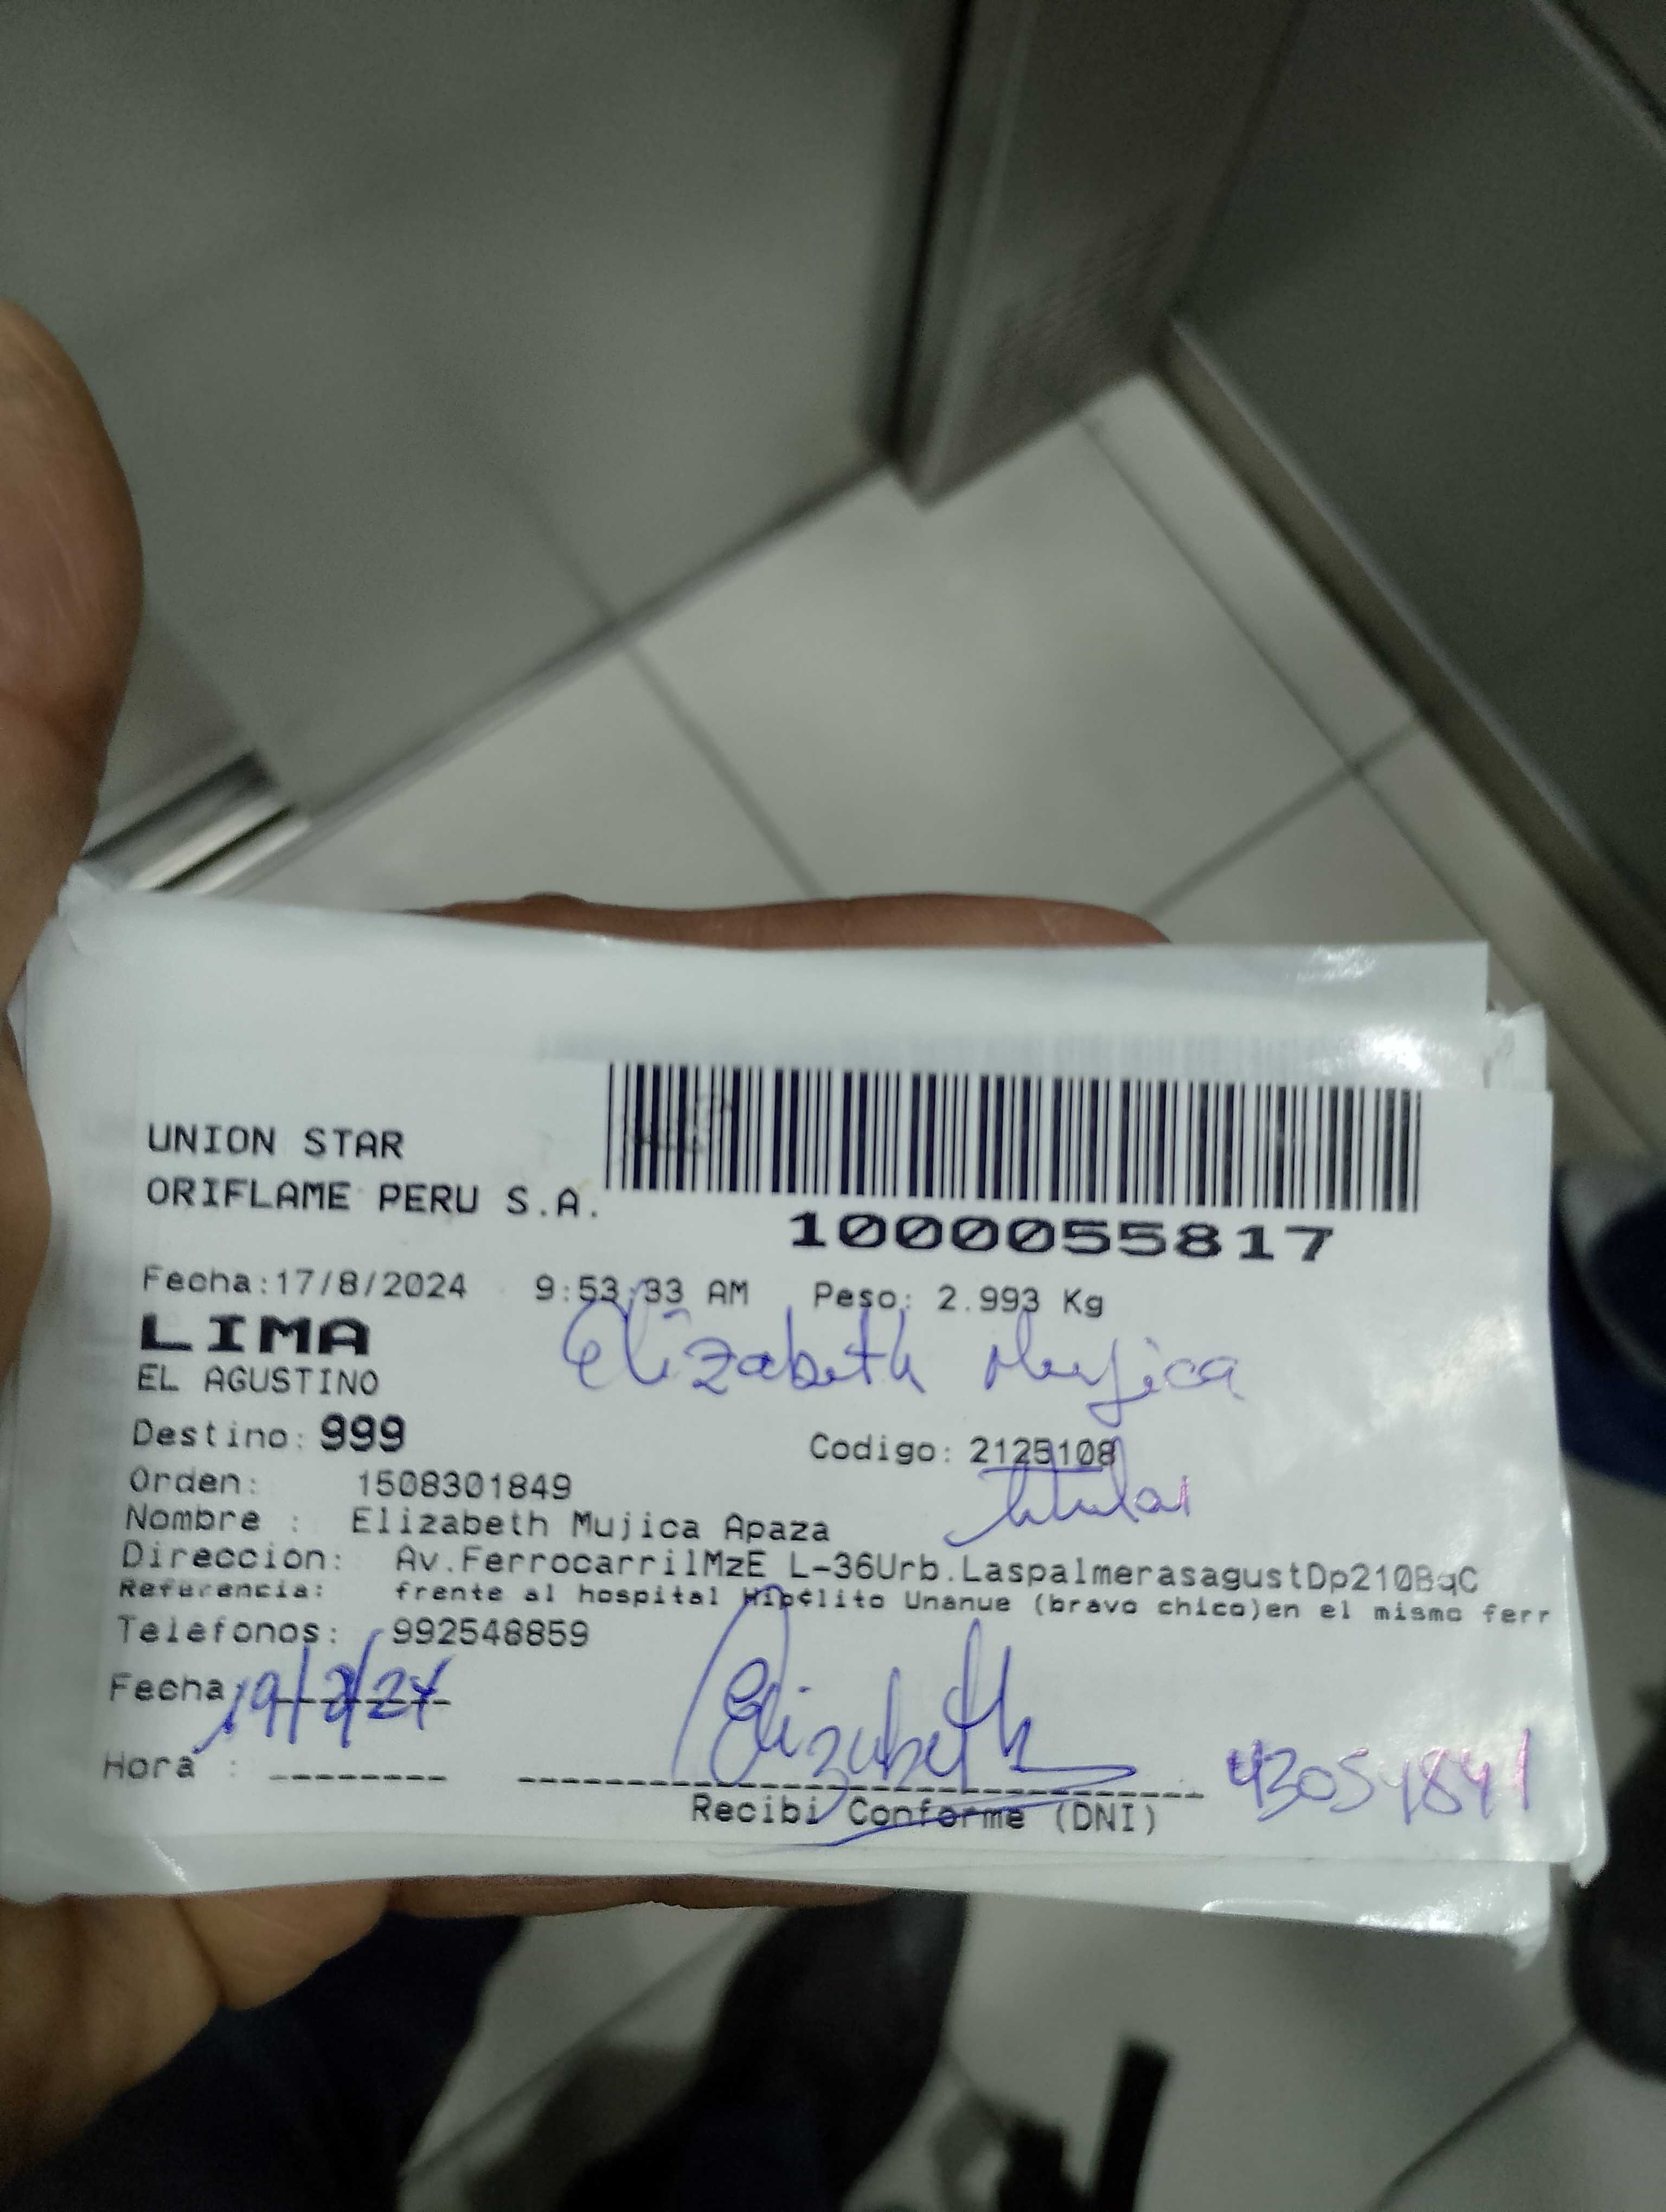 UNION STAR
ORIFLAME PERU S.A.
1000055817
Fecha:17/8/2024 9:53:33 AM Peso: 2.993 Kg
LIMA
Elizabeth Mujica
EL AGUSTINO
Destino: 999 Codigo: 2125108
titular
Orden: 1508301849
Nombre : Elizabeth Mujica Apaza
Direccion: Av.FerrocarrilMzE L-36Urb.LaspalmerasagustDp210BqC
Referencia: frente al hospital Hip¢lito Unanue (bravo chico)en el mismo ferr
Telefonos: 992548859
Fecha 19/8/24
Elizabeth
Hora : 43054841
Recibi Conforme (DNI)